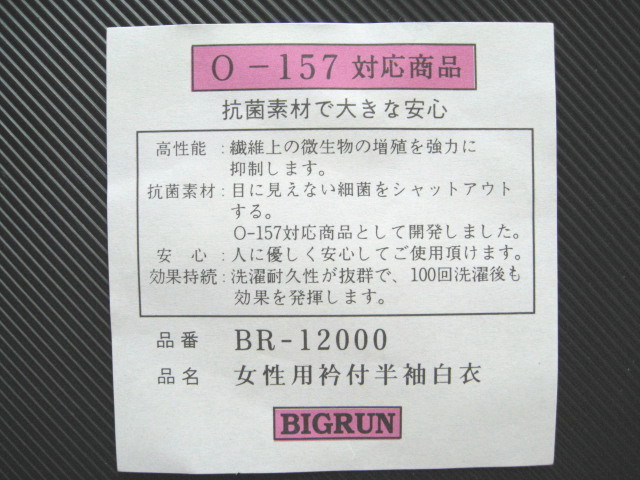 O-157 対応商品
抗菌素材で大きな安心
高性能 : 繊維上の微生物の増殖を強力に
抑制します。
抗菌素材 : 目に見えない細菌をシャットアウト
する。
O-157対応商品として開発しました。
安心 : 人に優しく安心してご使用頂けます。
効果持続 : 洗濯耐久性が抜群で、100回洗濯後も
効果を発揮します。
品番 BR-12000
品名 女性用衿付半袖白衣
BIGRUN